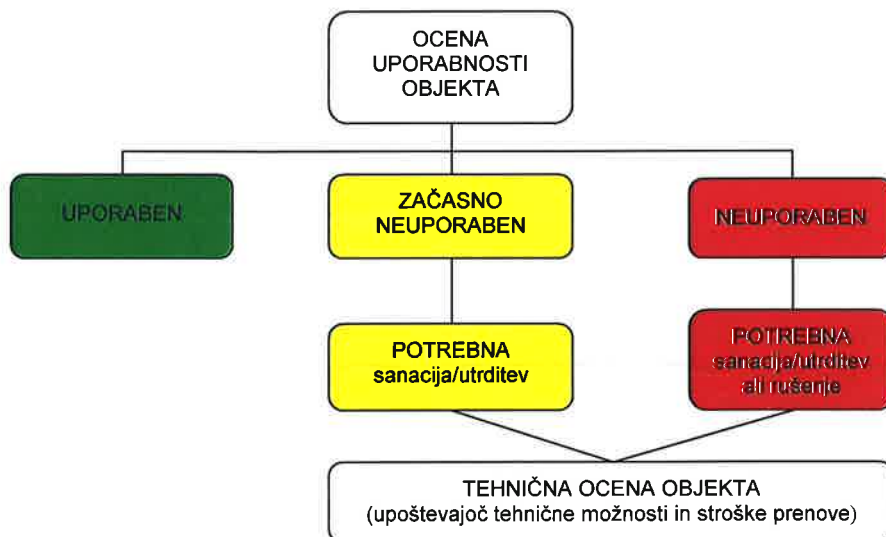 OCENA
UPORABNOSTI
OBJEKTA
UPORABEN
ZAČASNO
NEUPORABEN
NEUPORABEN
POTREBNA
sanacija/utrditev
POTREBNA
sanacija/utrditev
ali rušenje
TEHNIČNA OCENA OBJEKTA
(upoštevajoč tehnične možnosti in stroške prenove)